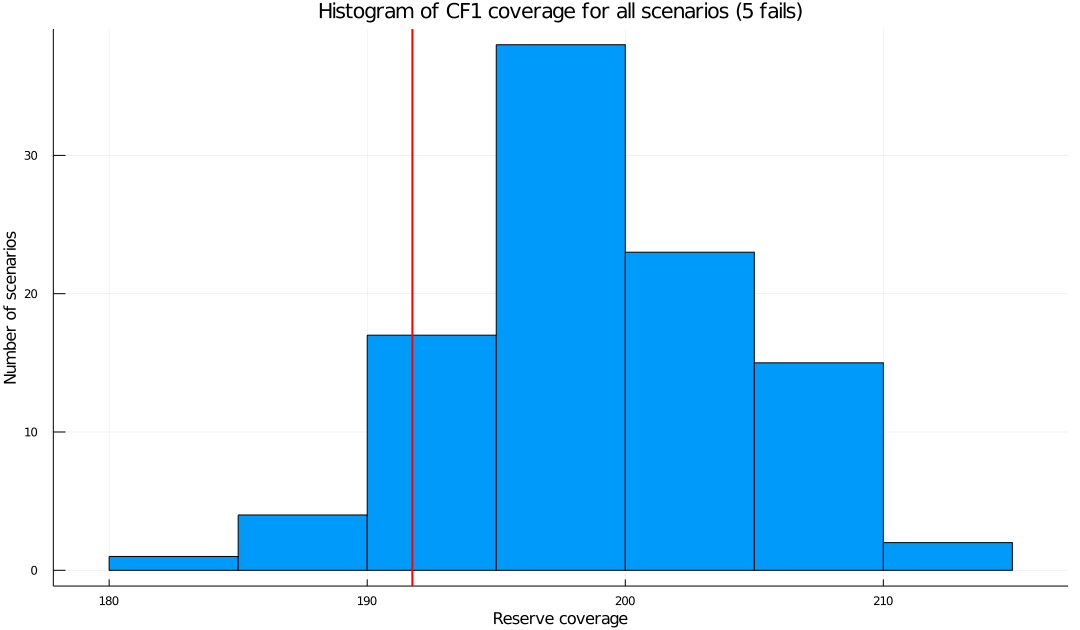 Histogram of CF1 coverage for all scenarios (5 fails)
Number of scenarios
30
20
10
0
180
190
200
210
Reserve coverage